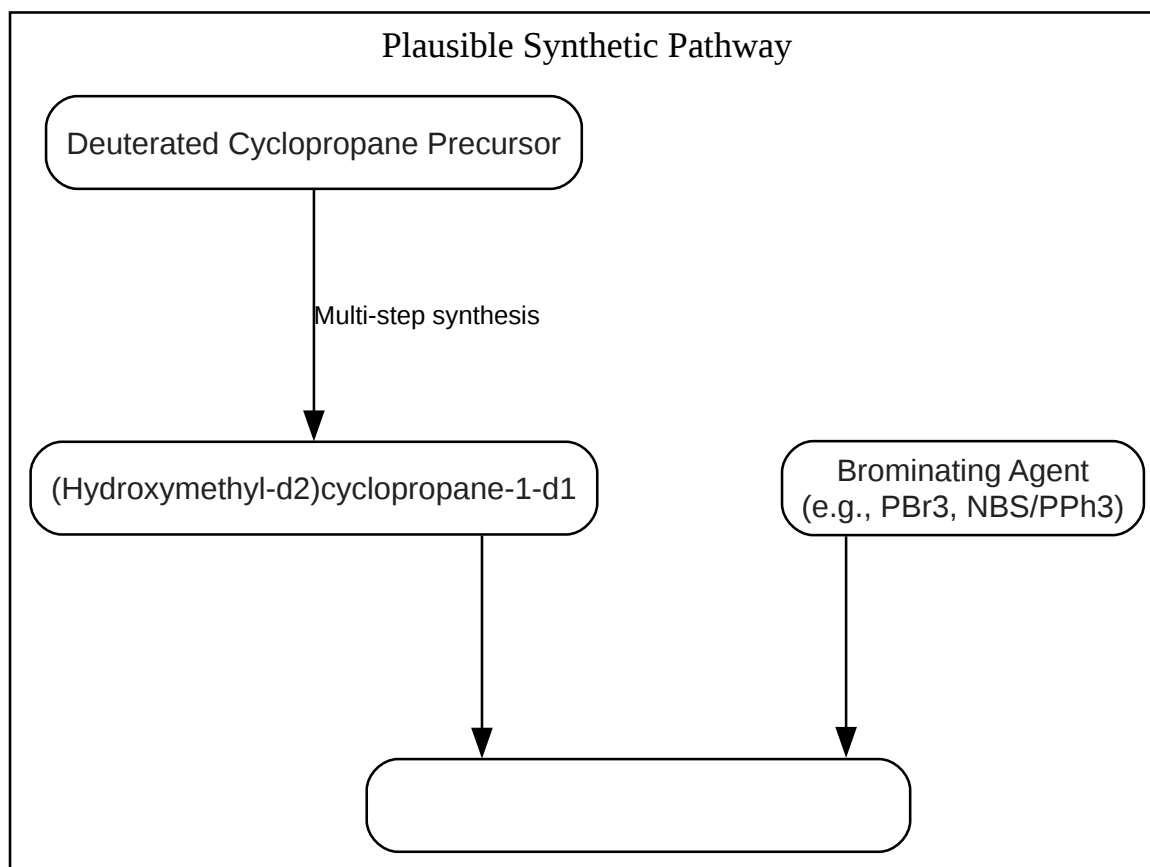 Plausible Synthetic Pathway
Deuterated Cyclopropane Precursor
Multi-step synthesis
(Hydroxymethyl-d2)cyclopropane-1-d1
Brominating Agent
(e.g., PBr3, NBS/PPh3)